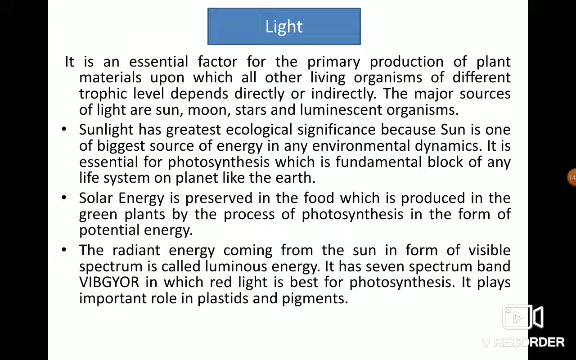 Light
It is an essential factor for the primary production of plant
materials upon which all other living organisms of different
trophic level depends directly or indirectly. The major sources
of light are sun, moon, stars and luminescent organisms.
• Sunlight has greatest ecological significance because Sun is one
of biggest source of energy in any environmental dynamics. It is
essential for photosynthesis which is fundamental block of any
life system on planet like the earth.
• Solar Energy is preserved in the food which is produced in the
green plants by the process of photosynthesis in the form of
potential energy.
• The radiant energy coming from the sun in form of visible
spectrum is called luminous energy. It has seven spectrum band
VIBGYOR in which red light is best for photosynthesis. It plays
important role in plastids and pigments.
V RECORDER